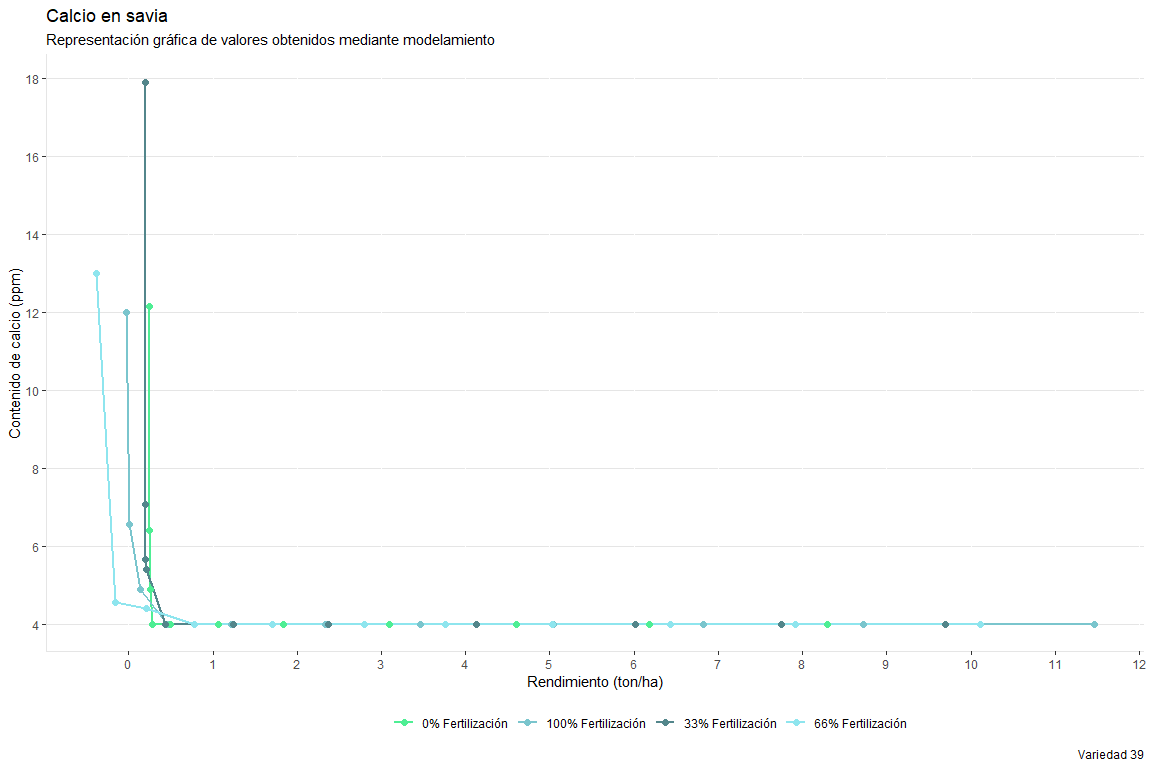 Calcio en savia
Representación gráfica de valores obtenidos mediante modelamiento
Contenido de calcio (ppm)
18
16
14
12
10
8
6
4
0 1 2 3 4 5 6 7 8 9 10 11 12
Rendimiento (ton/ha)
0% Fertilización 100% Fertilización 33% Fertilización 66% Fertilización
Variedad 39